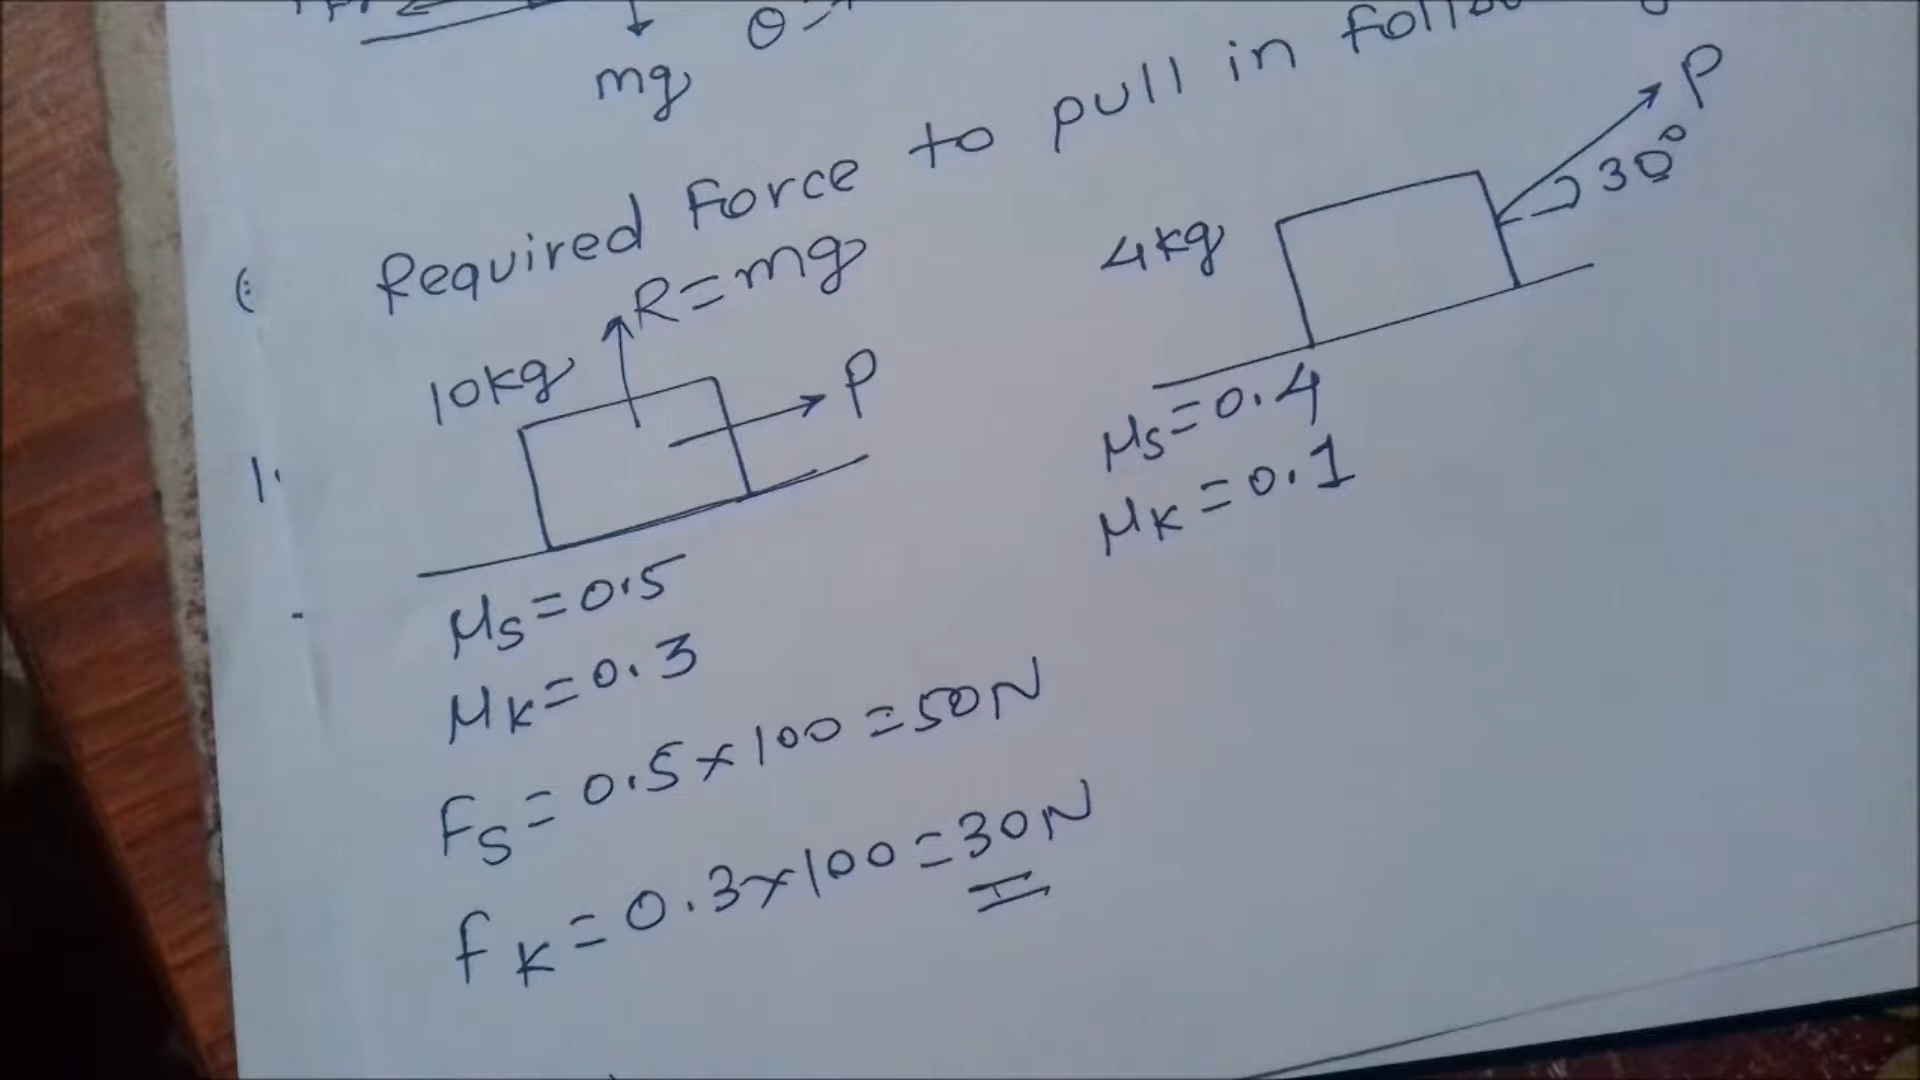 mg
Required Force to pull in
R=mg
10kg
P
1.
μs=0.5
μK=0.3
Fs=0.5×100=50N
fK=0.3×100=30N
P
30°
4kg
μs=0.4
μK=0.1